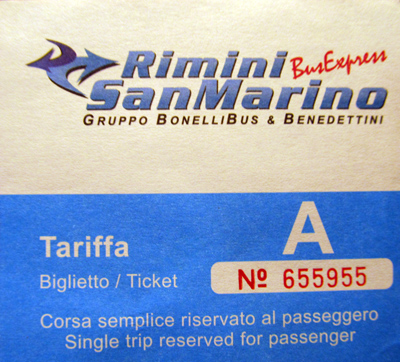 Rimini BusExpress
SanMarino
GRUPPO BONELLIBUS & BENEDETTINI
Tariffa A
Biglietto / Ticket Nº 655955
Corsa semplice riservato al passeggero
Single trip reserved for passenger